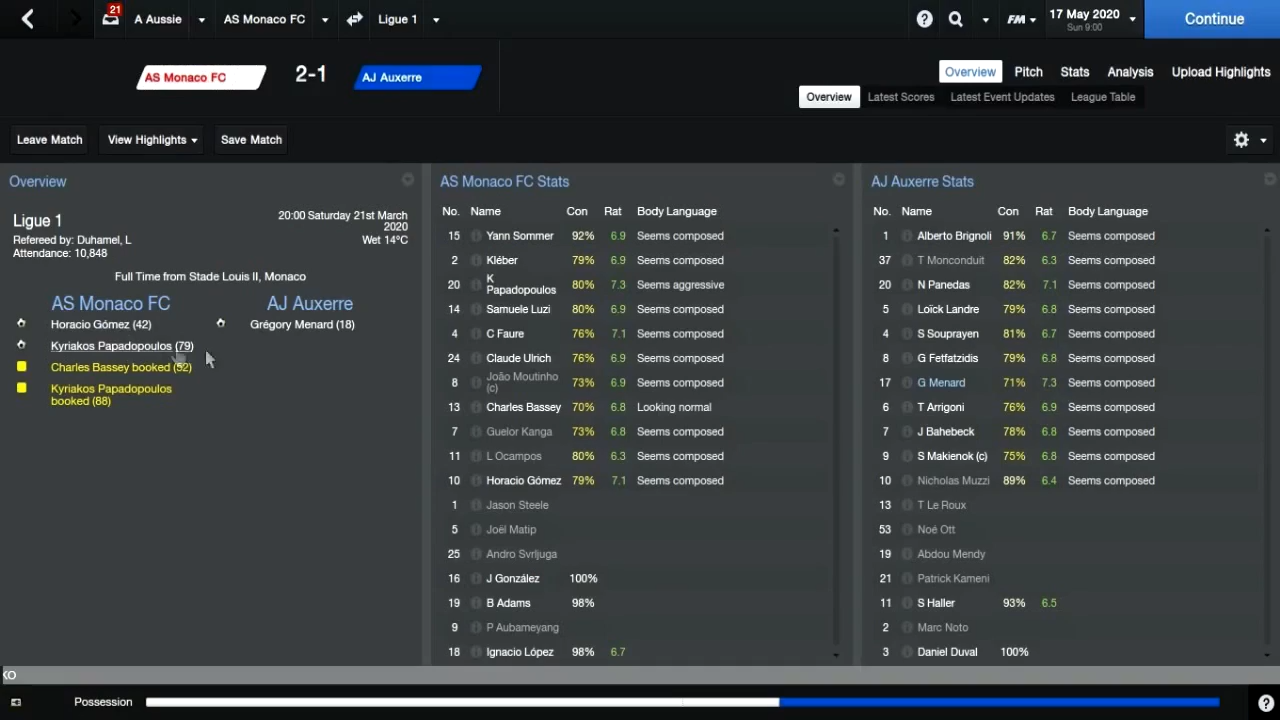 21
A Aussie
AS Monaco FC
Ligue 1
FM
17 May 2020
Sun 9:00
Continue
AS Monaco FC
2-1
AJ Auxerre
Overview Pitch Stats Analysis Upload Highlights
Overview Latest Scores Latest Event Updates League Table
Leave Match View Highlights Save Match
Overview
Ligue 1
20:00 Saturday 21st March
2020
Refereed by: Duhamel, L
Wet 14°C
Attendance: 10,848
Full Time from Stade Louis II, Monaco
AS Monaco FC AJ Auxerre
Horacio Gómez (42) Grégory Menard (18)
Kyriakos Papadopoulos (79)
Charles Bassey booked (52)
Kyriakos Papadopoulos
booked (88)
AS Monaco FC Stats
No. Name Con Rat Body Language
15 Yann Sommer 92% 6.9 Seems composed
2 Kléber 79% 6.9 Seems composed
20 K Papadopoulos 80% 7.3 Seems aggressive
14 Samuele Luzi 80% 6.9 Seems composed
4 C Faure 76% 7.1 Seems composed
24 Claude Ulrich 76% 6.9 Seems composed
8 João Moutinho (c) 73% 6.9 Seems composed
13 Charles Bassey 70% 6.8 Looking normal
7 Guelor Kanga 73% 6.8 Seems composed
11 L Ocampos 80% 6.3 Seems composed
10 Horacio Gómez 79% 7.1 Seems composed
1 Jason Steele
5 Joël Matip
25 Andro Svrljuga
16 J González 100%
19 B Adams 98%
9 P Aubameyang
18 Ignacio López 98% 6.7
AJ Auxerre Stats
No. Name Con Rat Body Language
1 Alberto Brignoli 91% 6.7 Seems composed
37 T Monconduit 82% 6.3 Seems composed
20 N Panedas 82% 7.1 Seems composed
5 Loïck Landre 79% 6.8 Seems composed
4 S Souprayen 81% 6.7 Seems composed
8 G Fetfatzidis 79% 6.8 Seems composed
17 G Menard 71% 7.3 Seems composed
6 T Arrigoni 76% 6.9 Seems composed
7 J Bahebeck 78% 6.8 Seems composed
9 S Makienok (c) 75% 6.8 Seems composed
10 Nicholas Muzzi 89% 6.4 Seems composed
13 T Le Roux
53 Noé Ott
19 Abdou Mendy
21 Patrick Kameni
11 S Haller 93% 6.5
2 Marc Noto
3 Daniel Duval 100%
KO
Possession